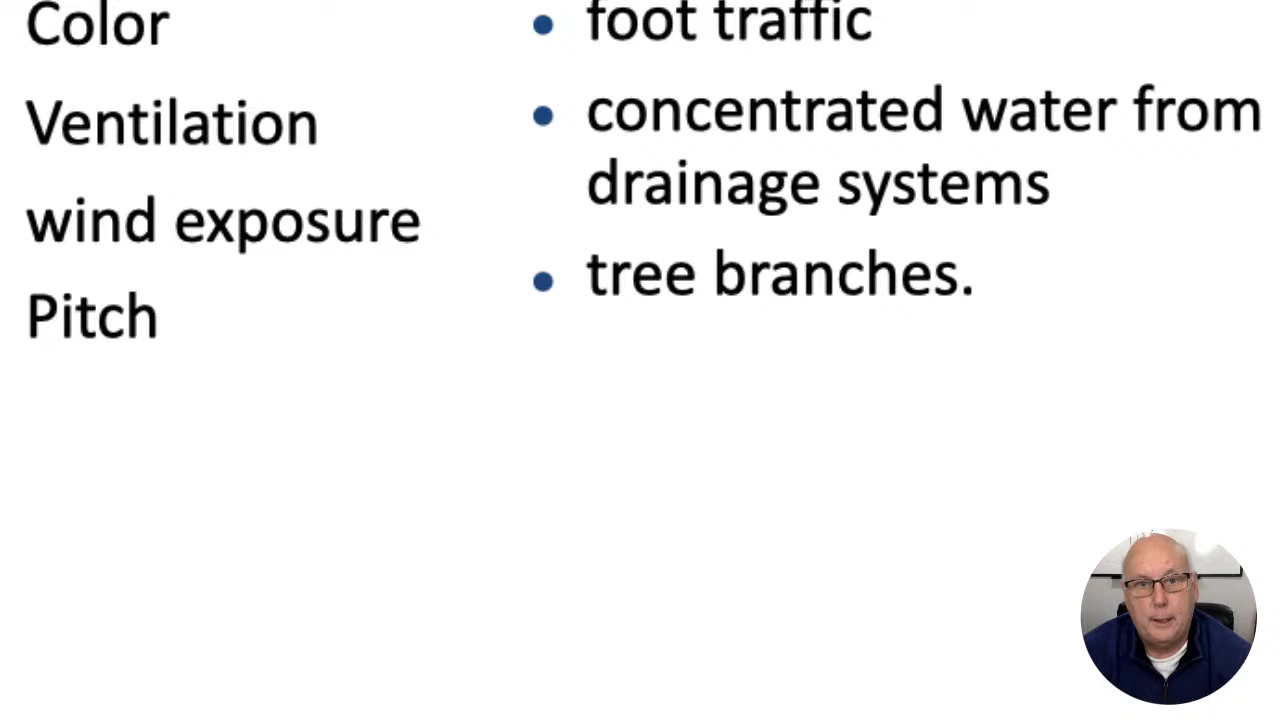 Color
Ventilation
wind exposure
Pitch
foot traffic
concentrated water from
drainage systems
tree branches.